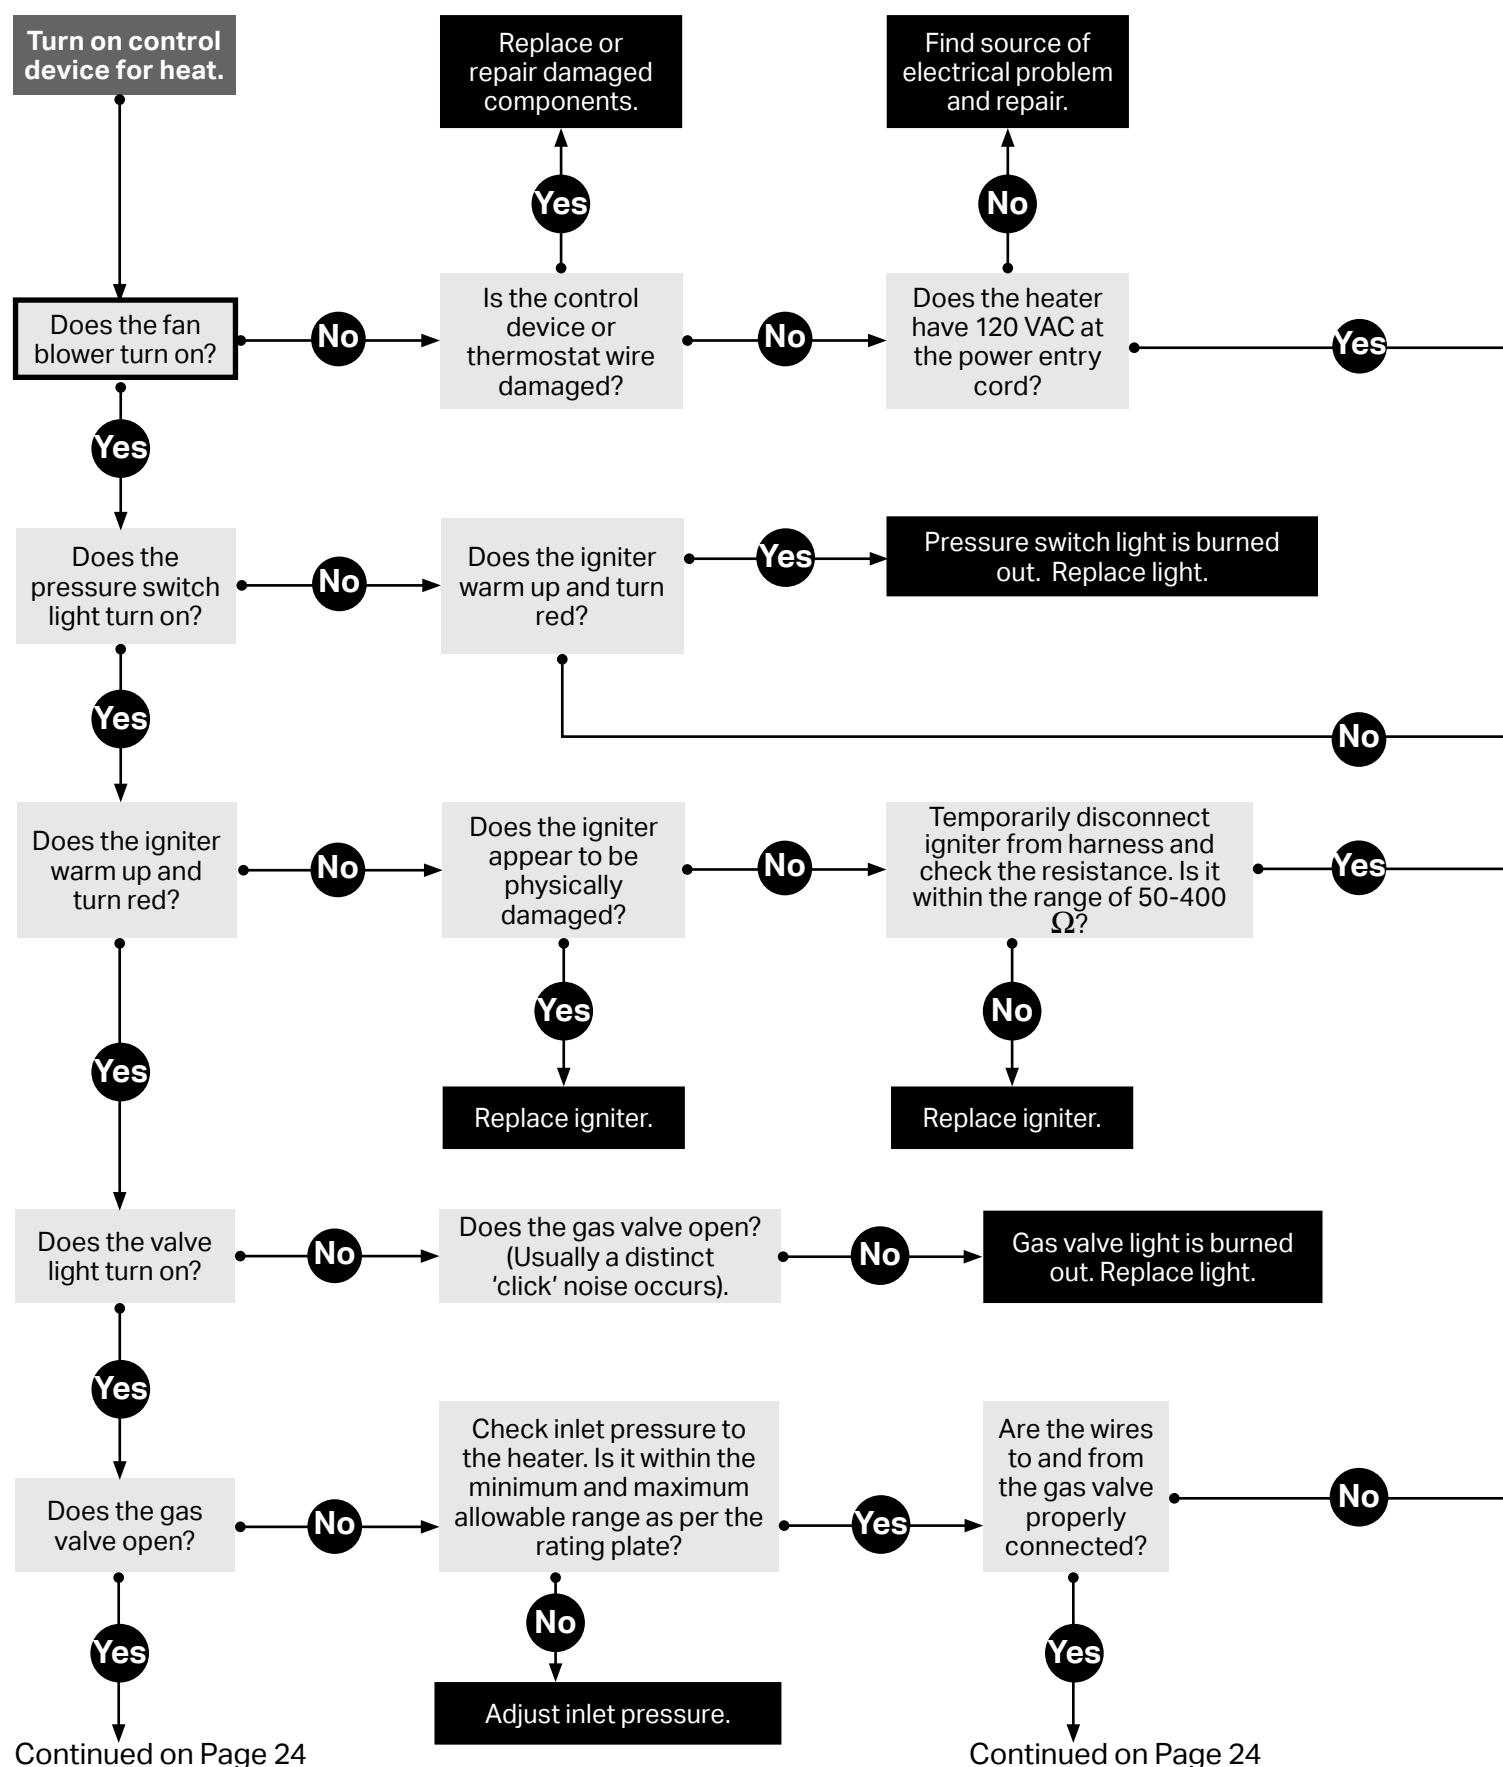 Turn on control
device for heat.
Replace or
repair damaged
components.
Find source of
electrical problem
and repair.
Yes
No
Does the fan
blower turn on?
No
Is the control
device or
thermostat wire
damaged?
No
Does the heater
have 120 VAC at
the power entry
cord?
Yes
Yes
Does the
pressure switch
light turn on?
No
Does the igniter
warm up and turn
red?
Yes
Pressure switch light is burned
out.  Replace light.
Yes
No
Does the igniter
warm up and
turn red?
No
Does the igniter
appear to be
physically
damaged?
No
Temporarily disconnect
igniter from harness and
check the resistance. Is it
within the range of 50-400
Ω?
Yes
Yes
Yes
No
Replace igniter.
Replace igniter.
Does the valve
light turn on?
No
Does the gas valve open?
(Usually a distinct
‘click’ noise occurs).
No
Gas valve light is burned
out. Replace light.
Yes
Does the gas
valve open?
No
Check inlet pressure to
the heater. Is it within the
minimum and maximum
allowable range as per the
rating plate?
Yes
Are the wires
to and from
the gas valve
properly
connected?
No
Yes
No
Yes
Adjust inlet pressure.
Continued on Page 24
Continued on Page 24